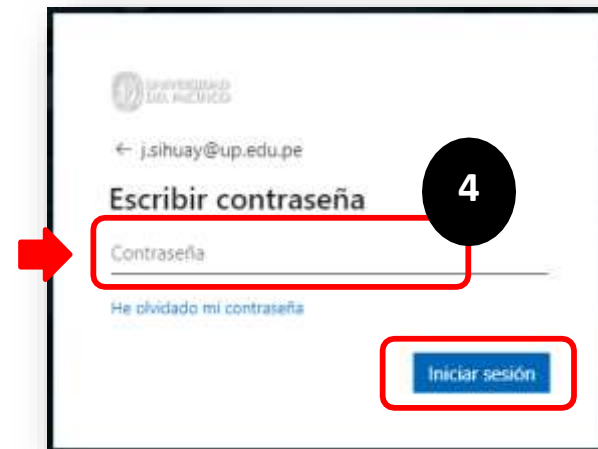 UNIVERSIDAD
DEL PACÍFICO
← j.sihuay@up.edu.pe
Escribir contraseña
4
Contraseña
He olvidado mi contraseña
Iniciar sesión